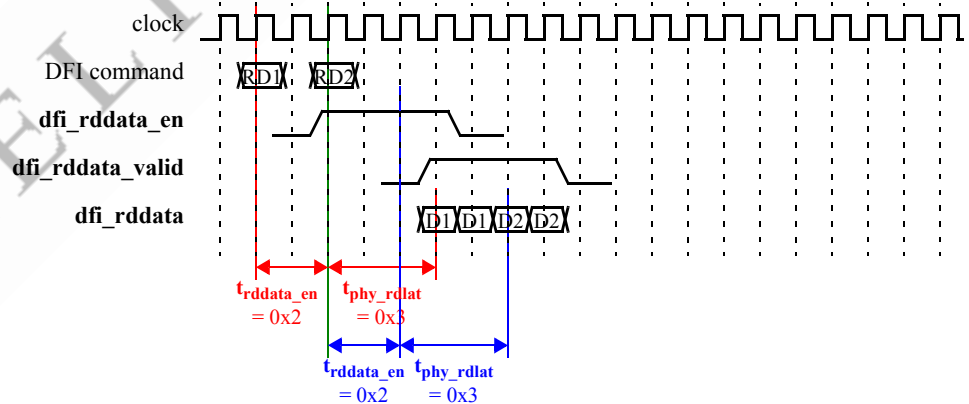 clock
DFI command
RD1 RD2
dfi_rddata_en
dfi_rddata_valid
dfi_rddata
D1 D1 D2 D2
trddata_en tphy_rdlat
= 0x2 = 0x3
trddata_en tphy_rdlat
= 0x2 = 0x3